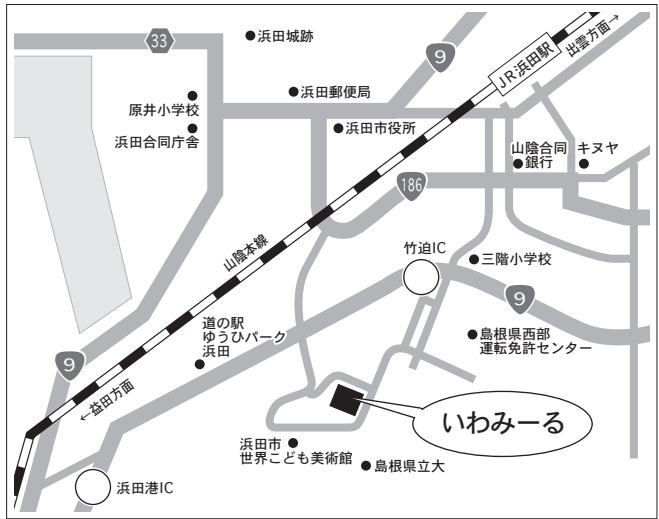 33
浜田城跡
9
JR浜田駅
出雲方面→
原井小学校
浜田郵便局
浜田合同庁舎
浜田市役所
山陰合同
銀行
キヌヤ
186
山陰本線
竹迫IC
三階小学校
9
道の駅
ゆうひパーク
浜田
島根県西部
運転免許センター
9
←益田方面
いわみーる
浜田市
世界こども美術館
島根県立大
浜田港IC